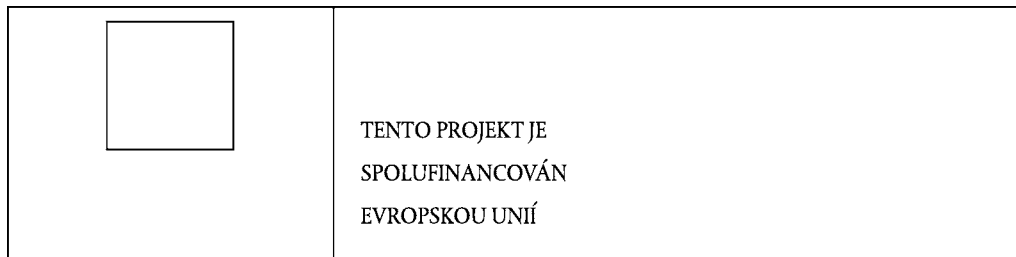 TENTO PROJEKT JE
SPOLUFINANCOVÁN
EVROPSKOU UNIÍ